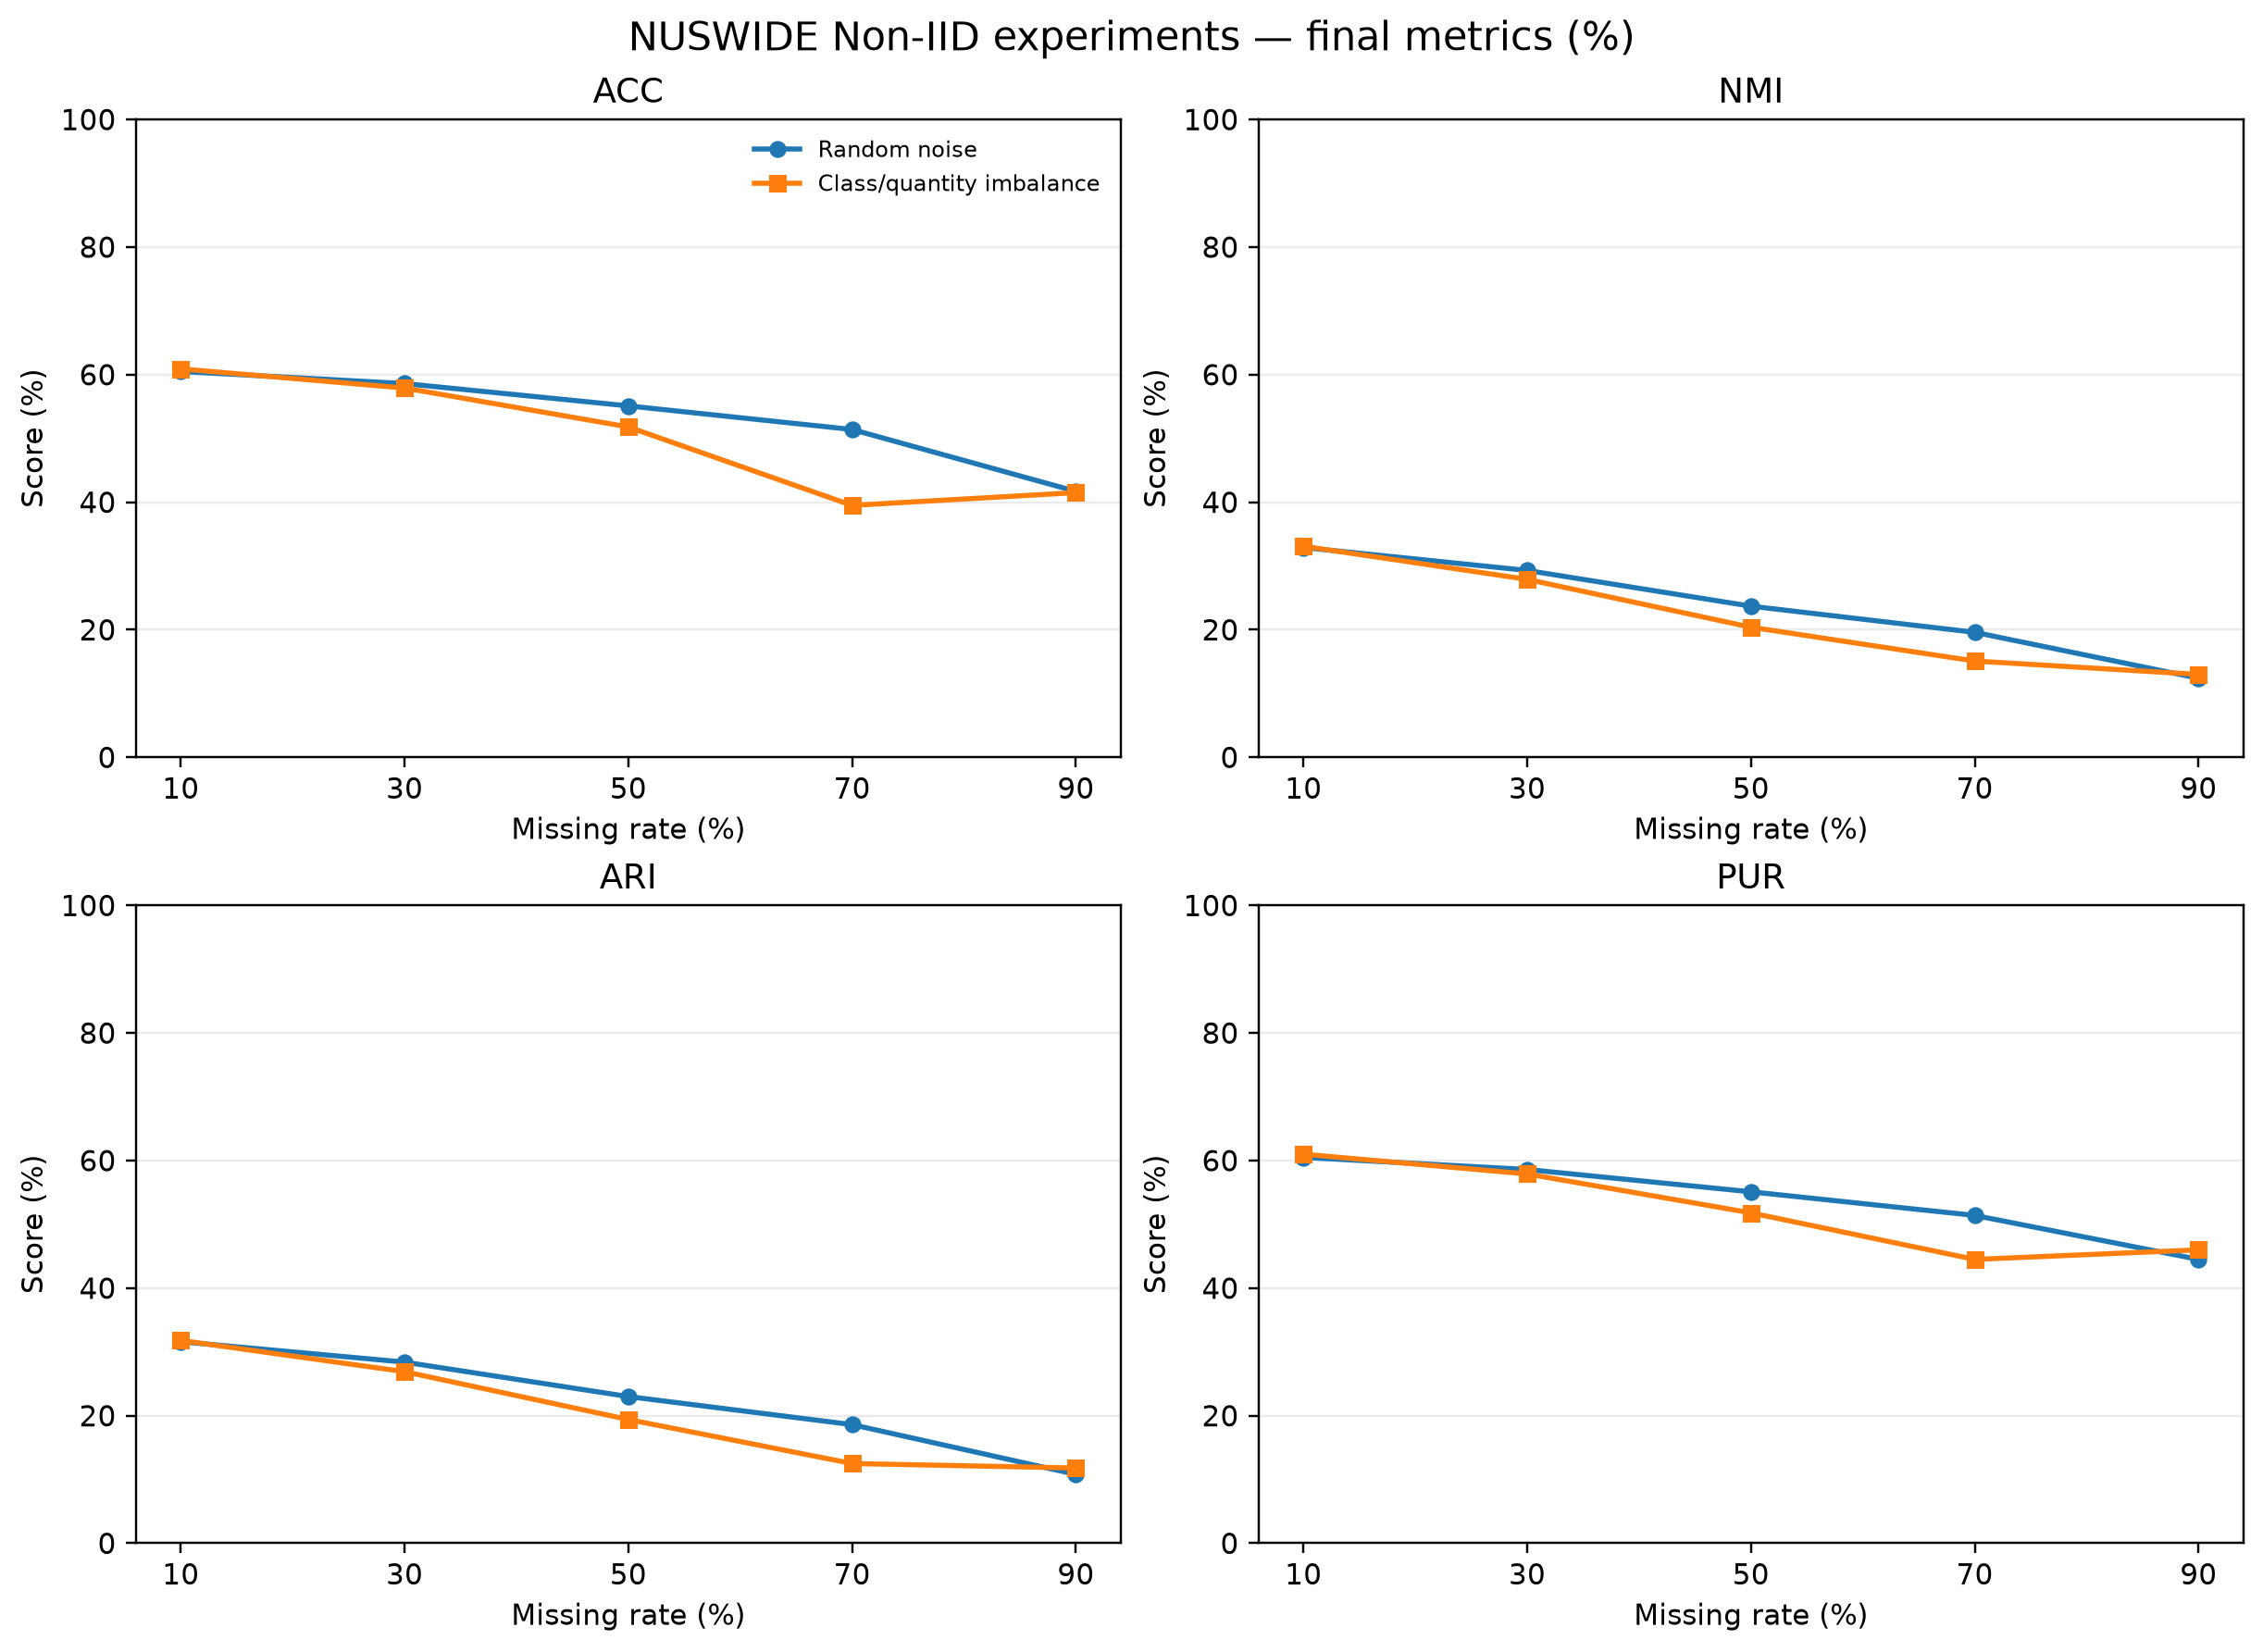 NUSWIDE Non-IID experiments — final metrics (%)
ACC
100
80
60
40
20
0
Score (%)
Random noise
Class/quantity imbalance
10 30 50 70 90
Missing rate (%)
NMI
100
80
60
40
20
0
Score (%)
10 30 50 70 90
Missing rate (%)
ARI
100
80
60
40
20
0
Score (%)
10 30 50 70 90
Missing rate (%)
PUR
100
80
60
40
20
0
Score (%)
10 30 50 70 90
Missing rate (%)